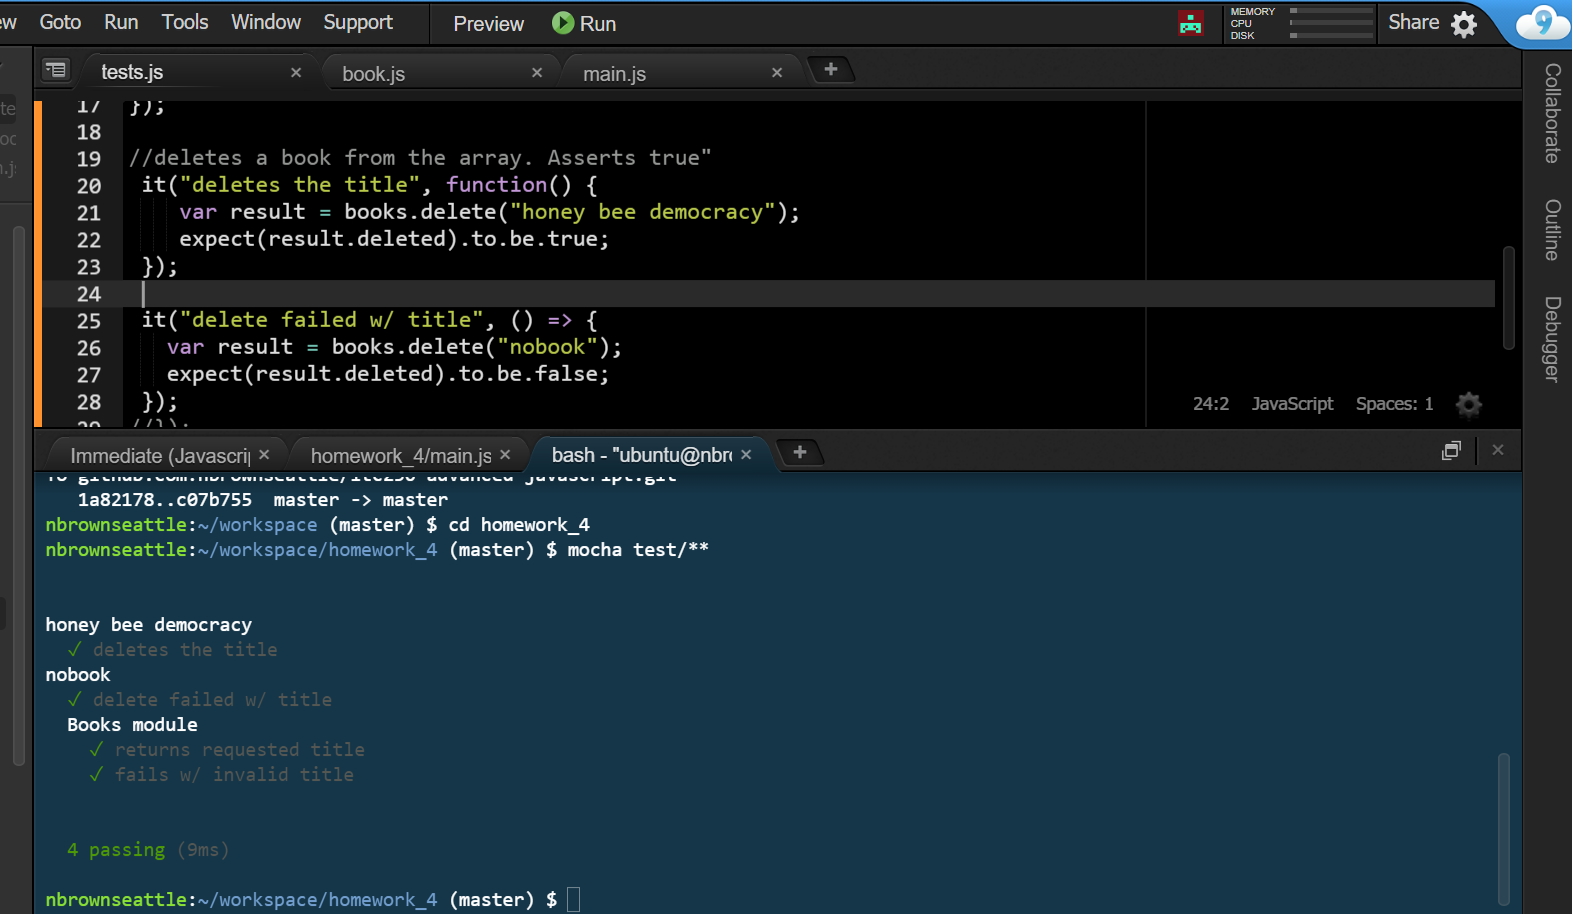 Goto Run Tools Window Support Preview Run MEMORY CPU DISK Share
tests.js × book.js × main.js × +
17 });
18
19 //deletes a book from the array. Asserts true"
20 it("deletes the title", function() {
21 var result = books.delete("honey bee democracy");
22 expect(result.deleted).to.be.true;
23 });
24
25 it("delete failed w/ title", () => {
26 var result = books.delete("nobook");
27 expect(result.deleted).to.be.false;
28 });
29 //});
24:2 JavaScript Spaces: 1
Collaborate
Outline
Debugger
Immediate (Javascrip × homework_4/main.js × bash - "ubuntu@nbro × +
1a82178..c07b755 master -> master
nbrownseattle:~/workspace (master) $ cd homework_4
nbrownseattle:~/workspace/homework_4 (master) $ mocha test/**
honey bee democracy
✓ deletes the title
nobook
✓ delete failed w/ title
Books module
✓ returns requested title
✓ fails w/ invalid title
4 passing (9ms)
nbrownseattle:~/workspace/homework_4 (master) $